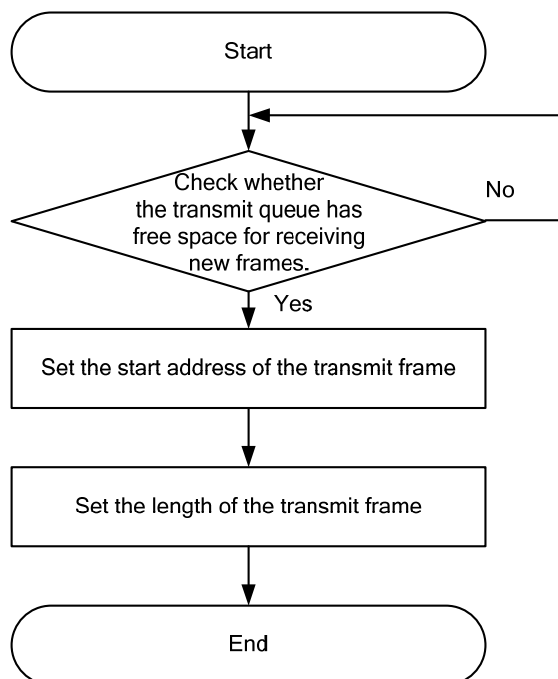 Start
Check whether
the transmit queue has
free space for receiving
new frames.
No
Yes
Set the start address of the transmit frame
Set the length of the transmit frame
End